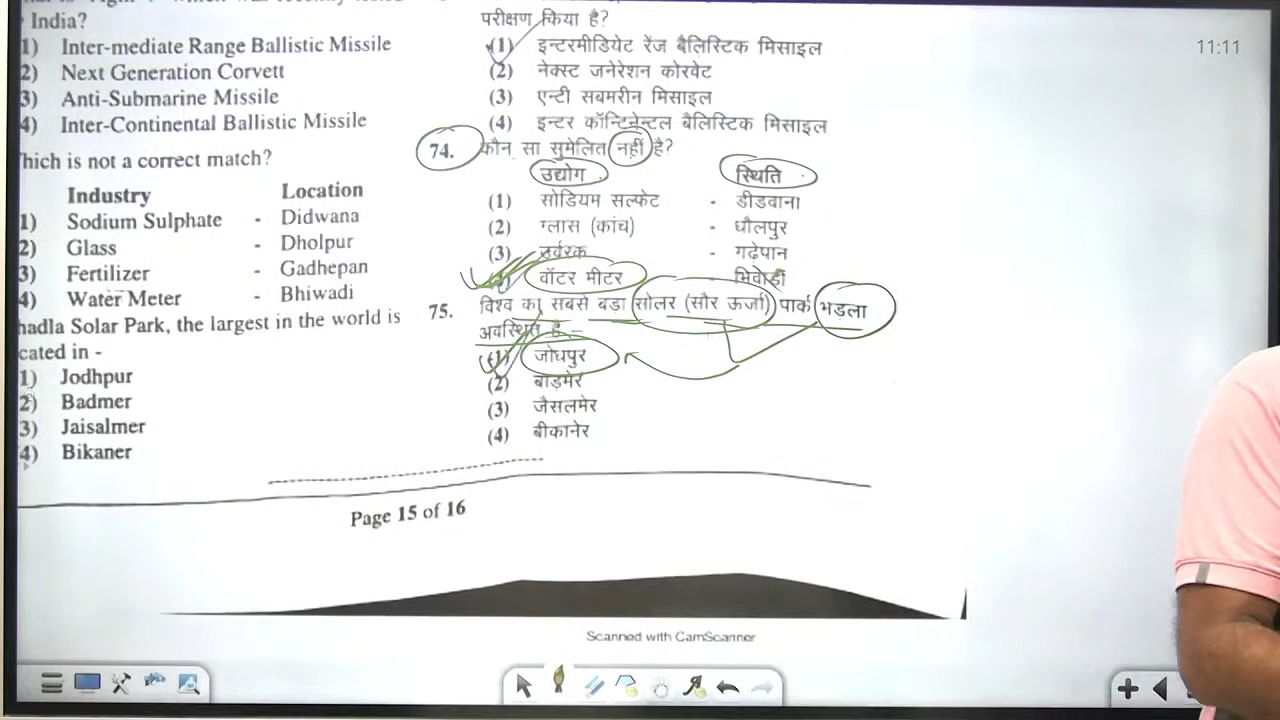 India?
1) Inter-mediate Range Ballistic Missile
2) Next Generation Corvett
3) Anti-Submarine Missile
4) Inter-Continental Ballistic Missile
hich is not a correct match?
Industry Location
1) Sodium Sulphate - Didwana
2) Glass - Dholpur
3) Fertilizer - Gadhepan
4) Water Meter - Bhiwadi
hadla Solar Park, the largest in the world is
cated in -
1) Jodhpur
2) Badmer
3) Jaisalmer
4) Bikaner
परीक्षण किया है?
(1) इन्टरमीडियेट रेंज बैलिस्टिक मिसाइल
(2) नेक्स्ट जनेरेशन कोरवेट
(3) एन्टी सबमरीन मिसाइल
(4) इन्टर कॉन्टिनेन्टल बैलिस्टिक मिसाइल
74. कौन सा सुमेलित नहीं है?
उद्योग स्थिति
(1) सोडियम सल्फेट - डीडवाना
(2) ग्लास (कांच) - धौलपुर
(3) उर्वरक - गढेपान
वॉटर मीटर - भिवाड़ी
75. विश्व का सबसे बड़ा सोलर (सौर ऊर्जा) पार्क भडला
अवस्थित है –
(1) जोधपुर
(2) बाड़मेर
(3) जैसलमेर
(4) बीकानेर
Page 15 of 16
Scanned with CamScanner
11:11